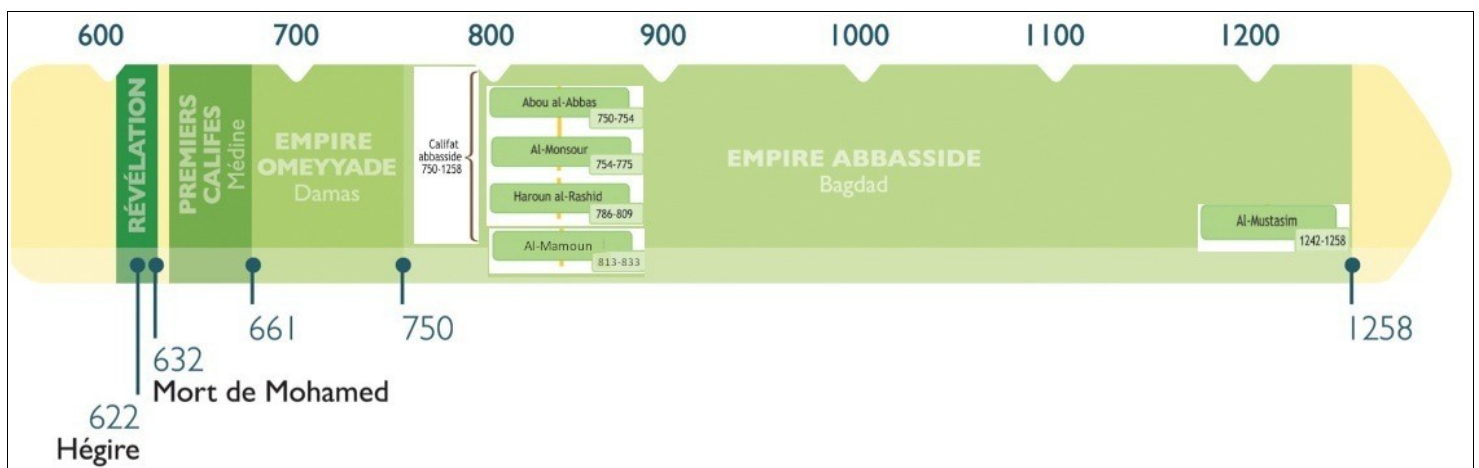 600 700 800 900 1000 1100 1200
RÉVÉLATION
PREMIERS
CALIFES
Médine
EMPIRE
OMEYYADE
Damas
Califat
abbasside
750-1258
Abou al-Abbas
750-754
Al-Monsour
754-775
Haroun al-Rashid
786-809
Al-Mamoun
813-833
EMPIRE ABBASSIDE
Bagdad
Al-Mustasim
1242-1258
661
750
1258
632
Mort de Mohamed
622
Hégire